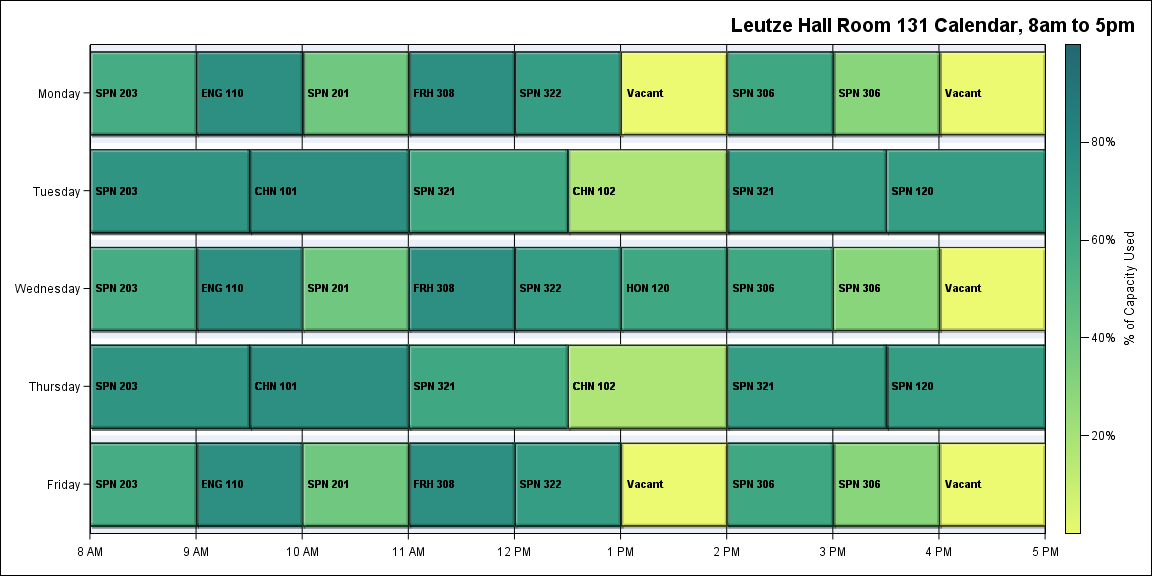 Leutze Hall Room 131 Calendar, 8am to 5pm
Monday
SPN 203
ENG 110
SPN 201
FRH 308
SPN 322
Vacant
SPN 306
SPN 306
Vacant
Tuesday
SPN 203
CHN 101
SPN 321
CHN 102
SPN 321
SPN 120
Wednesday
SPN 203
ENG 110
SPN 201
FRH 308
SPN 322
HON 120
SPN 306
SPN 306
Vacant
Thursday
SPN 203
CHN 101
SPN 321
CHN 102
SPN 321
SPN 120
Friday
SPN 203
ENG 110
SPN 201
FRH 308
SPN 322
Vacant
SPN 306
SPN 306
Vacant
8 AM
9 AM
10 AM
11 AM
12 PM
1 PM
2 PM
3 PM
4 PM
5 PM
80%
60%
40%
20%
% of Capacity Used